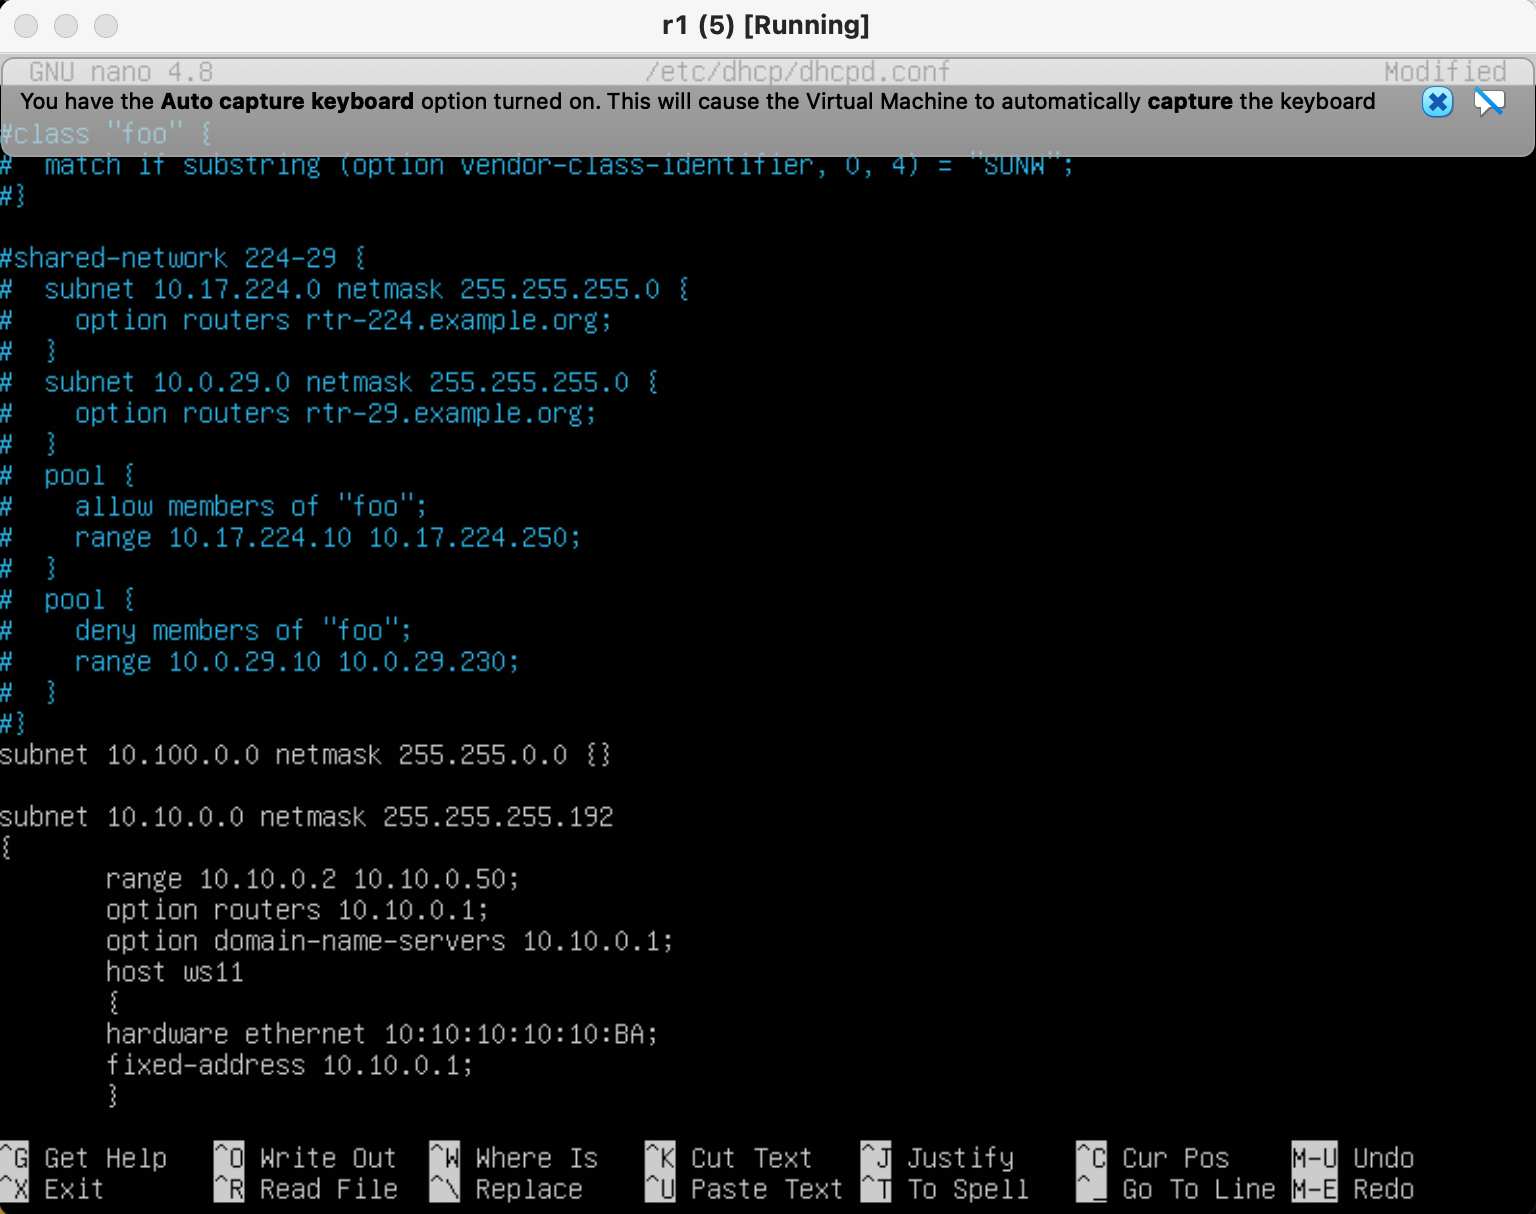 r1 (5) [Running]
GNU nano 4.8 /etc/dhcp/dhcpd.conf Modified
You have the Auto capture keyboard option turned on. This will cause the Virtual Machine to automatically capture the keyboard
#class "foo" {
#  match if substring (option vendor-class-identifier, 0, 4) = "SUNW";
#}
#shared-network 224-29 {
#  subnet 10.17.224.0 netmask 255.255.255.0 {
#    option routers rtr-224.example.org;
#  }
#  subnet 10.0.29.0 netmask 255.255.255.0 {
#    option routers rtr-29.example.org;
#  }
#  pool {
#    allow members of "foo";
#    range 10.17.224.10 10.17.224.250;
#  }
#  pool {
#    deny members of "foo";
#    range 10.0.29.10 10.0.29.230;
#  }
#}
subnet 10.100.0.0 netmask 255.255.0.0 {}
subnet 10.10.0.0 netmask 255.255.255.192
{
range 10.10.0.2 10.10.0.50;
option routers 10.10.0.1;
option domain-name-servers 10.10.0.1;
host ws11
{
hardware ethernet 10:10:10:10:10:BA;
fixed-address 10.10.0.1;
}
^G Get Help ^O Write Out ^W Where Is ^K Cut Text ^J Justify ^C Cur Pos M-U Undo
^X Exit ^R Read File ^\ Replace ^U Paste Text ^T To Spell ^_ Go To Line M-E Redo